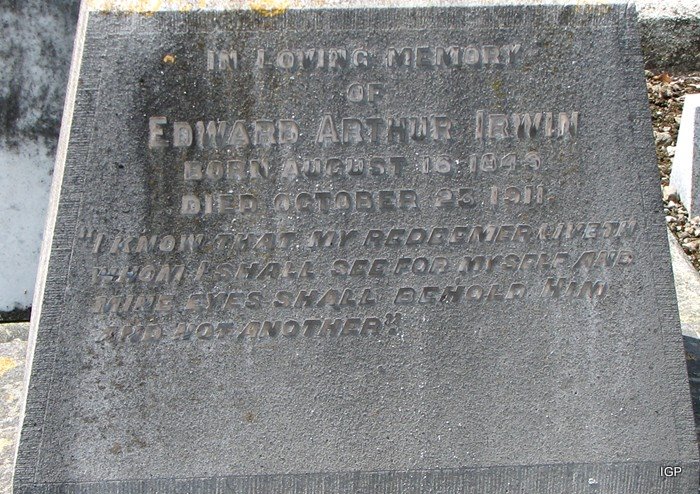 IN LOVING MEMORY
OF
EDWARD ARTHUR IRWIN
BORN AUGUST 16 1845
DIED OCTOBER 23 1911.
"I KNOW THAT MY REDEEMER LIVETH
WHOM I SHALL SEE FOR MYSELF AND
MINE EYES SHALL BEHOLD HIM
AND NOT ANOTHER".
IGP